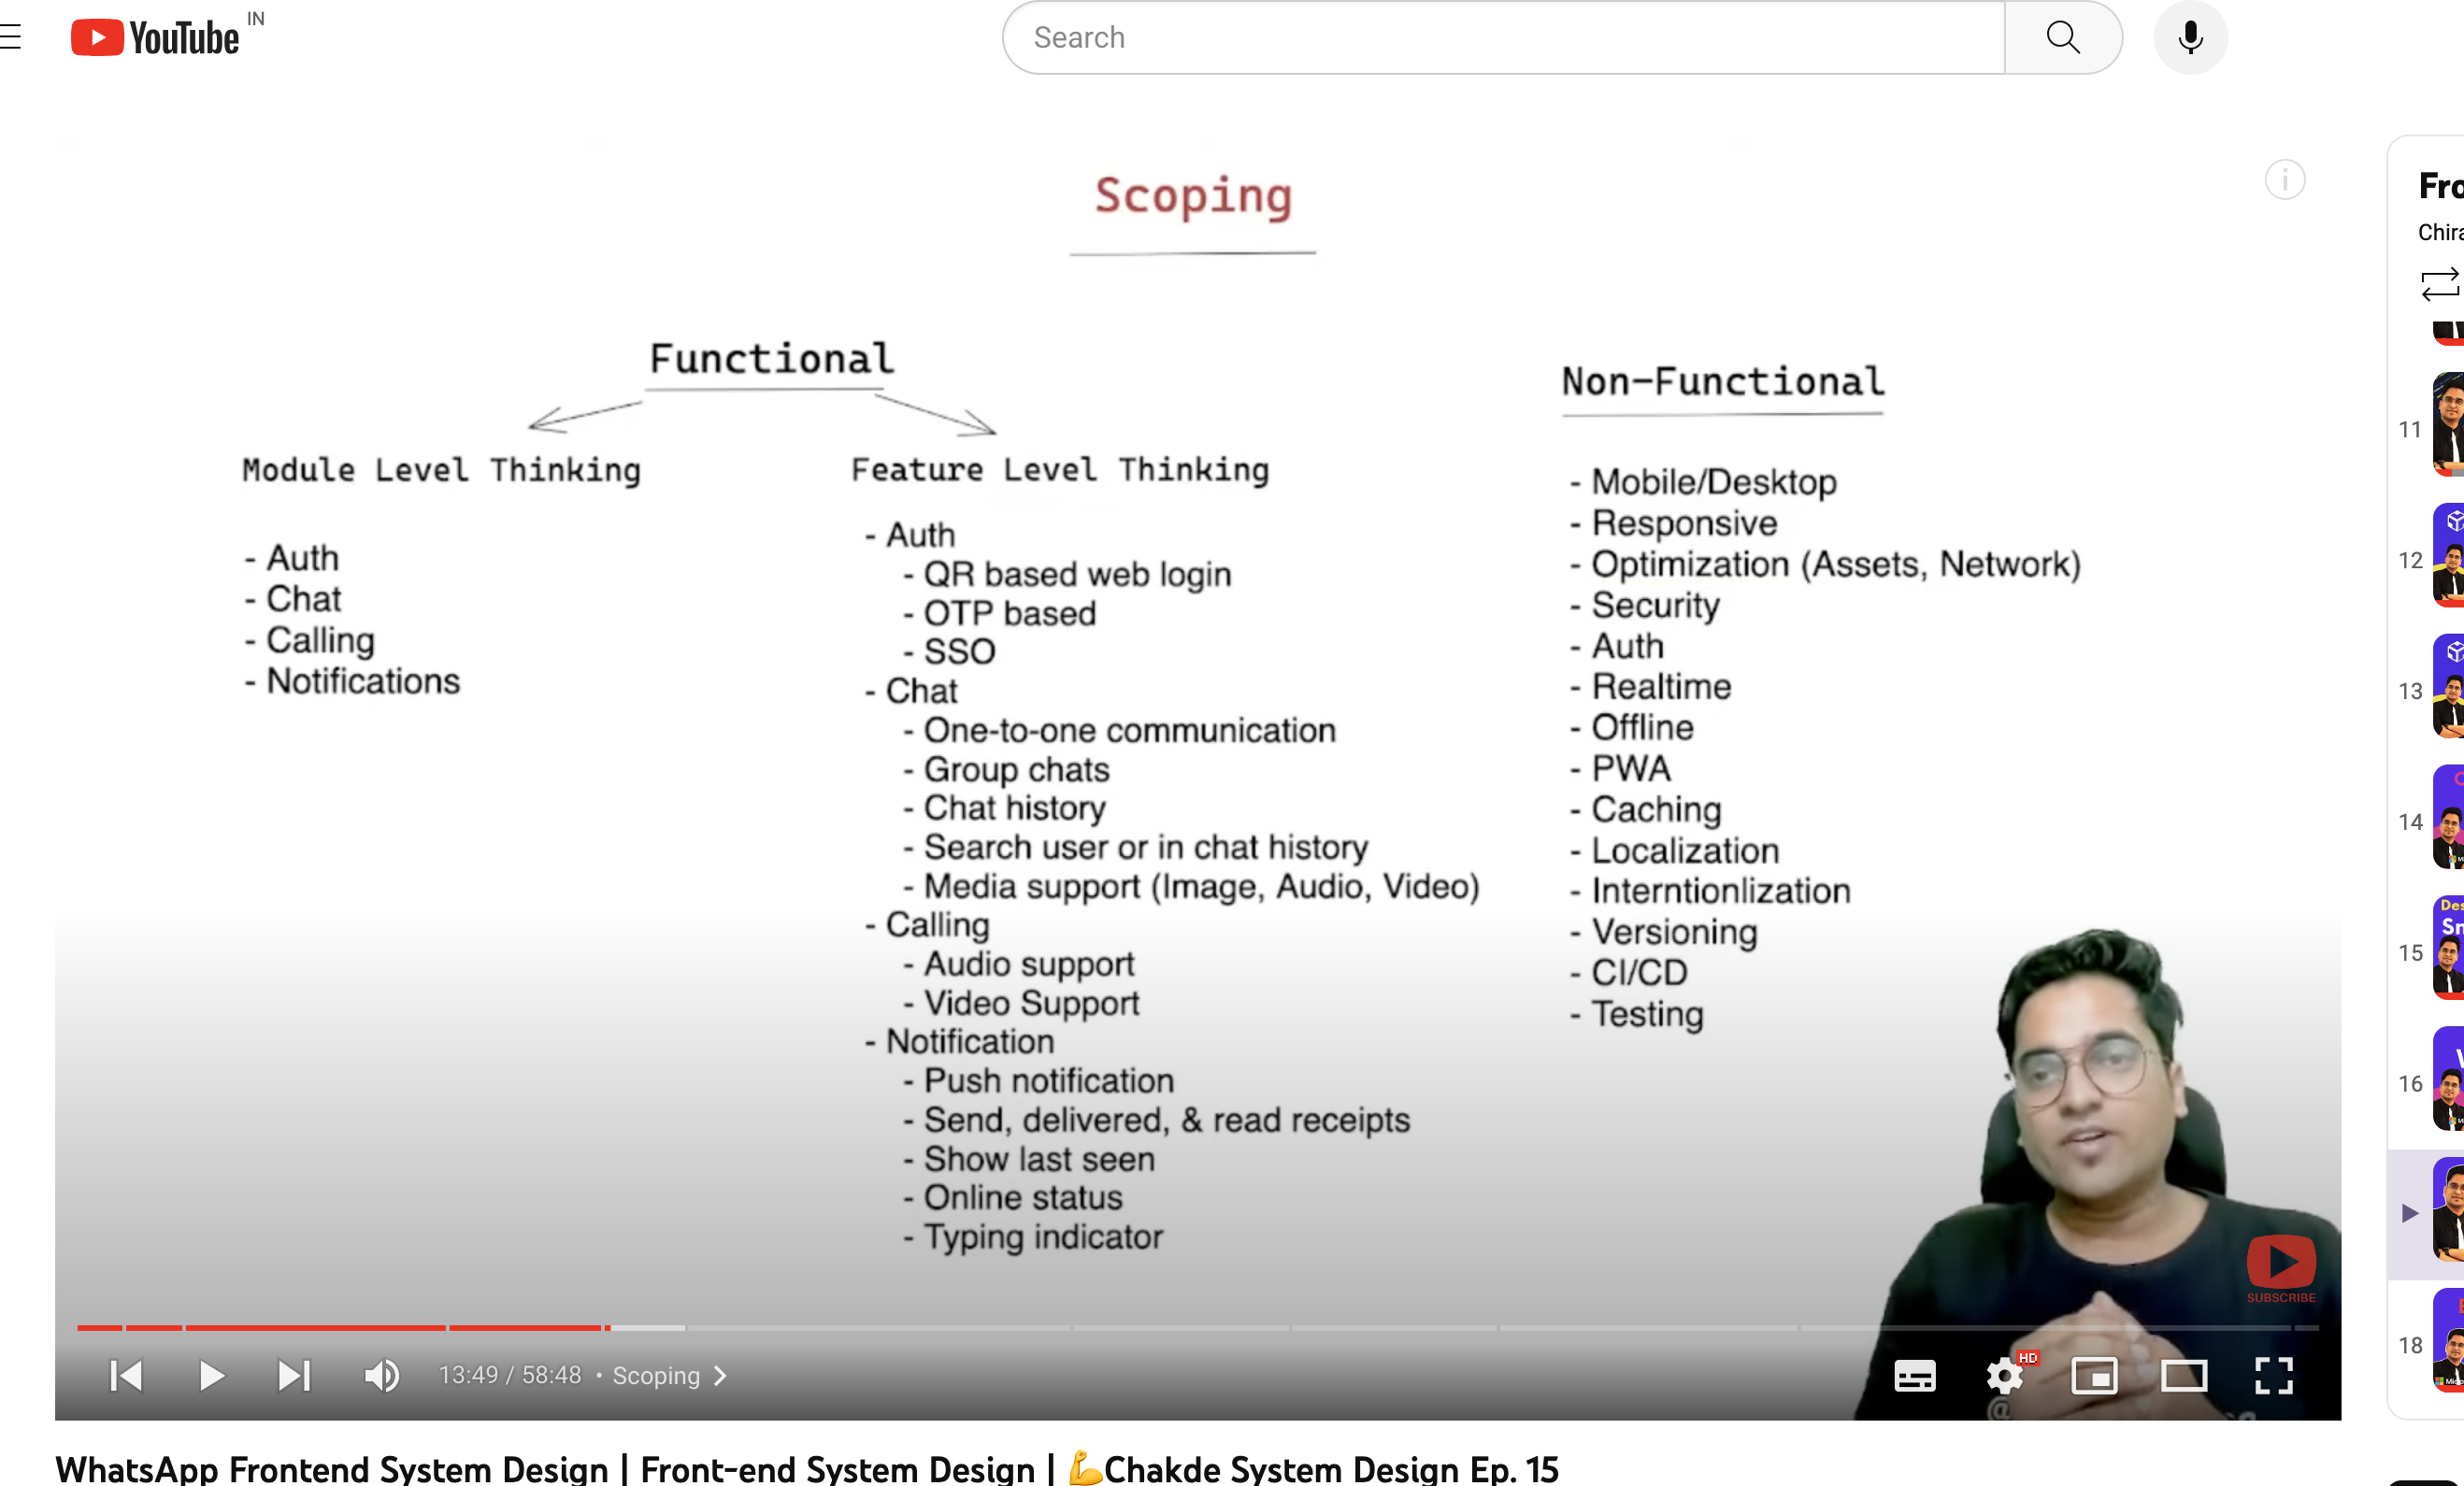 YouTube IN
Search
Scoping
Functional
Module Level Thinking
- Auth
- Chat
- Calling
- Notifications
Feature Level Thinking
- Auth
- QR based web login
- OTP based
- SSO
- Chat
- One-to-one communication
- Group chats
- Chat history
- Search user or in chat history
- Media support (Image, Audio, Video)
- Calling
- Audio support
- Video Support
- Notification
- Push notification
- Send, delivered, & read receipts
- Show last seen
- Online status
- Typing indicator
Non-Functional
- Mobile/Desktop
- Responsive
- Optimization (Assets, Network)
- Security
- Auth
- Realtime
- Offline
- PWA
- Caching
- Localization
- Interntionlization
- Versioning
- CI/CD
- Testing
SUBSCRIBE
13:49 / 58:48 • Scoping
HD
WhatsApp Frontend System Design | Front-end System Design | 💪Chakde System Design Ep. 15
11
12
13
14
15
16
18